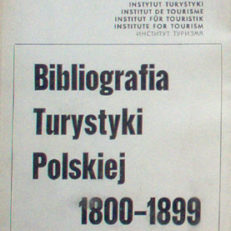 INSTYTUT TURYSTYKI
INSTITUT DE TOURISME
INSTITUT FÜR TOURISTIK
INSTITUTE FOR TOURISM
ИНСТИТУТ ТУРИЗМА
Bibliografia
Turystyki
Polskiej
1800–1899